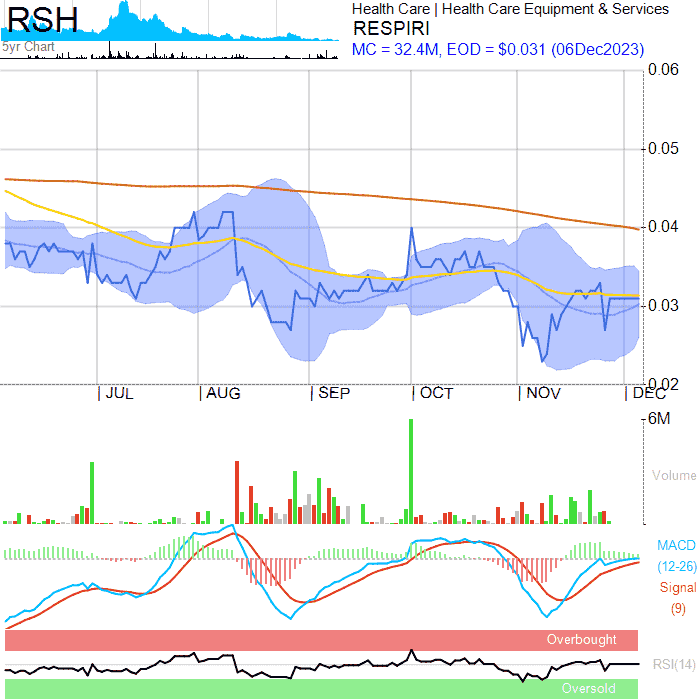 RSH
5yr Chart
Health Care | Health Care Equipment & Services
RESPIRI
MC = 32.4M, EOD = $0.031 (06Dec2023)
0.06
0.05
0.04
0.03
0.02
JUL
AUG
SEP
OCT
NOV
DEC
6M
Volume
MACD
(12-26)
Signal
(9)
Overbought
RSI(14)
Oversold